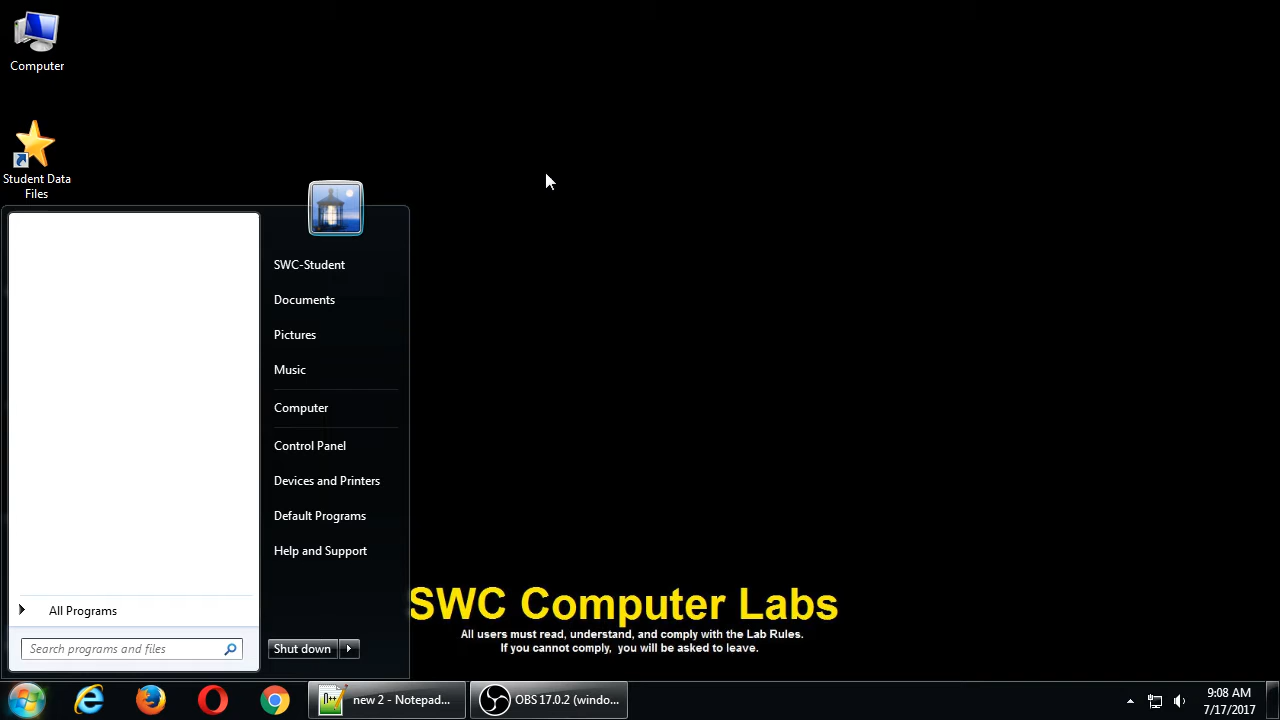 Computer
Student Data
Files
SWC-Student
Documents
Pictures
Music
Computer
Control Panel
Devices and Printers
Default Programs
Help and Support
All Programs
Search programs and files
Shut down
SWC Computer Labs
All users must read, understand, and comply with the Lab Rules.
If you cannot comply, you will be asked to leave.
new 2 - Notepad...
OBS 17.0.2 (windo...
9:08 AM
7/17/2017